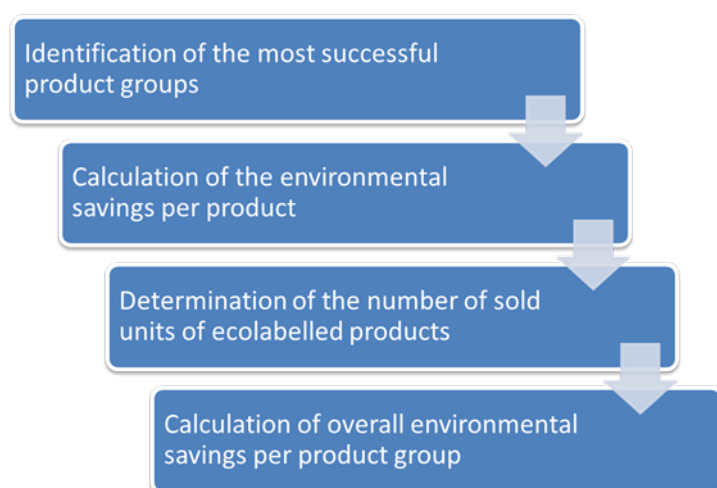 Identification of the most successful
product groups
Calculation of the environmental
savings per product
Determination of the number of sold
units of ecolabelled products
Calculation of overall environmental
savings per product group